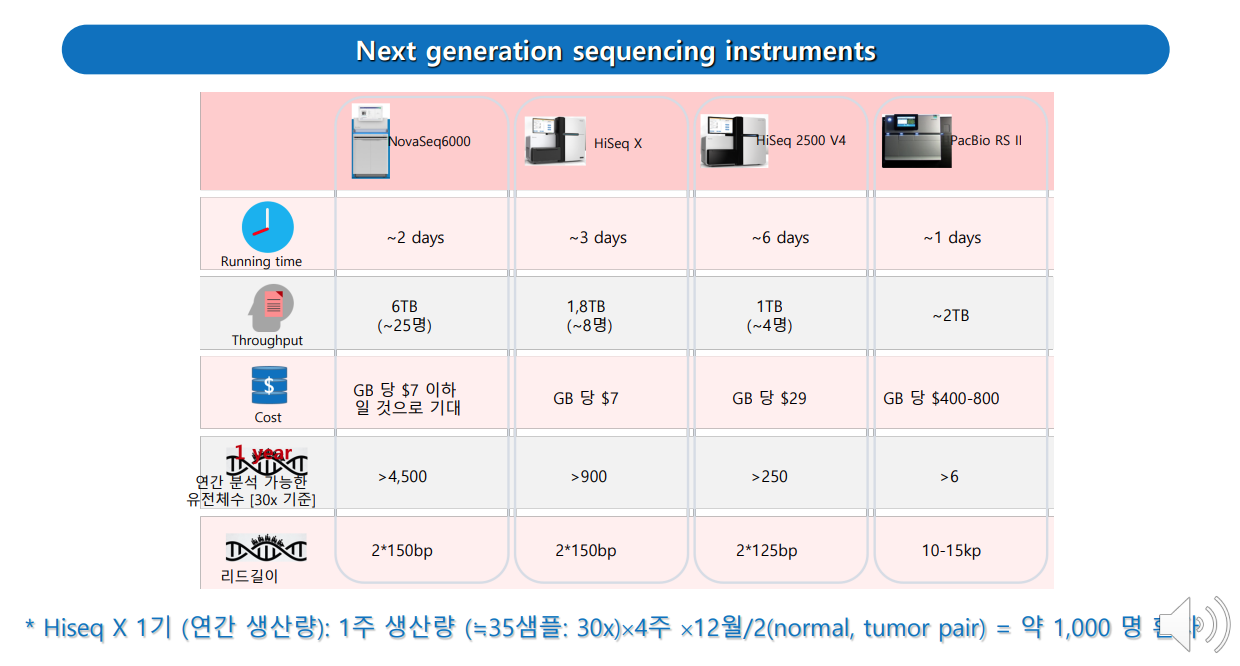 Next generation sequencing instruments
NovaSeq6000
HiSeq X
HiSeq 2500 V4
PacBio RS II
Running time
~2 days
~3 days
~6 days
~1 days
Throughput
6TB
(~25명)
1,8TB
(~8명)
1TB
(~4명)
~2TB
Cost
GB 당 $7 이하
일 것으로 기대
GB 당 $7
GB 당 $29
GB 당 $400-800
1 year
연간 분석 가능한
유전체수 [30x 기준]
>4,500
>900
>250
>6
리드길이
2*150bp
2*150bp
2*125bp
10-15kp
* Hiseq X 1기 (연간 생산량): 1주 생산량 (≒35샘플: 30x)×4주 ×12월/2(normal, tumor pair) = 약 1,000 명